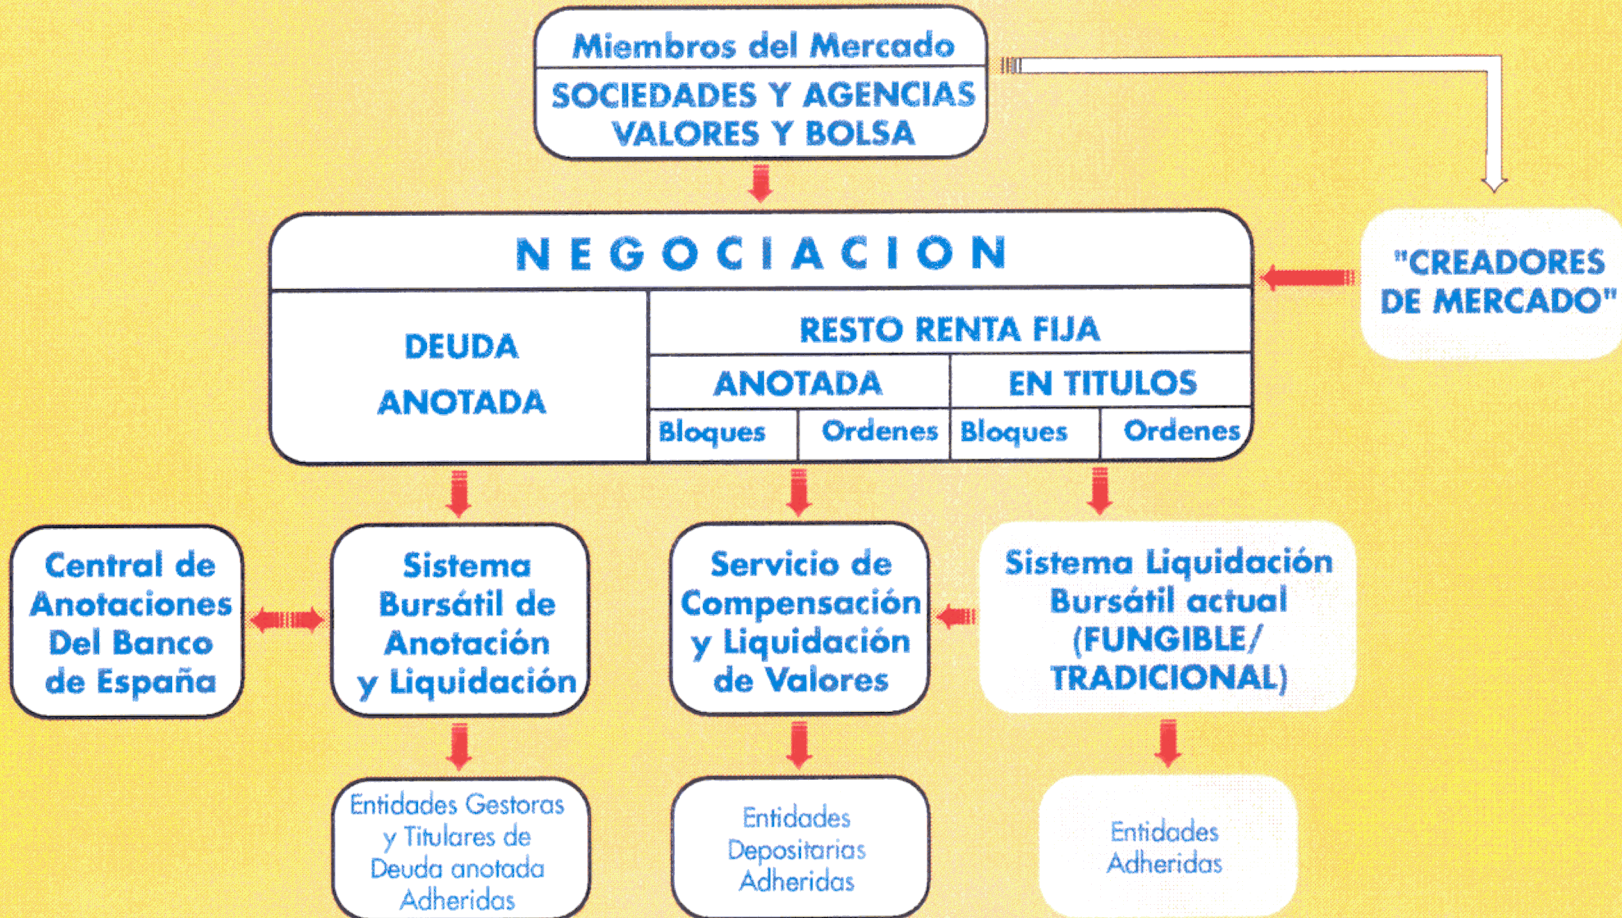 Miembros del Mercado
SOCIEDADES Y AGENCIAS
VALORES Y BOLSA
NEGOCIACION
"CREADORES
DE MERCADO"
DEUDA
ANOTADA
RESTO RENTA FIJA
ANOTADA
EN TITULOS
Bloques
Ordenes
Bloques
Ordenes
Central de
Anotaciones
Del Banco
de España
Sistema
Bursátil de
Anotación
y Liquidación
Servicio de
Compensación
y Liquidación
de Valores
Sistema Liquidación
Bursátil actual
(FUNGIBLE/
TRADICIONAL)
Entidades Gestoras
y Titulares de
Deuda anotada
Adheridas
Entidades
Depositarias
Adheridas
Entidades
Adheridas